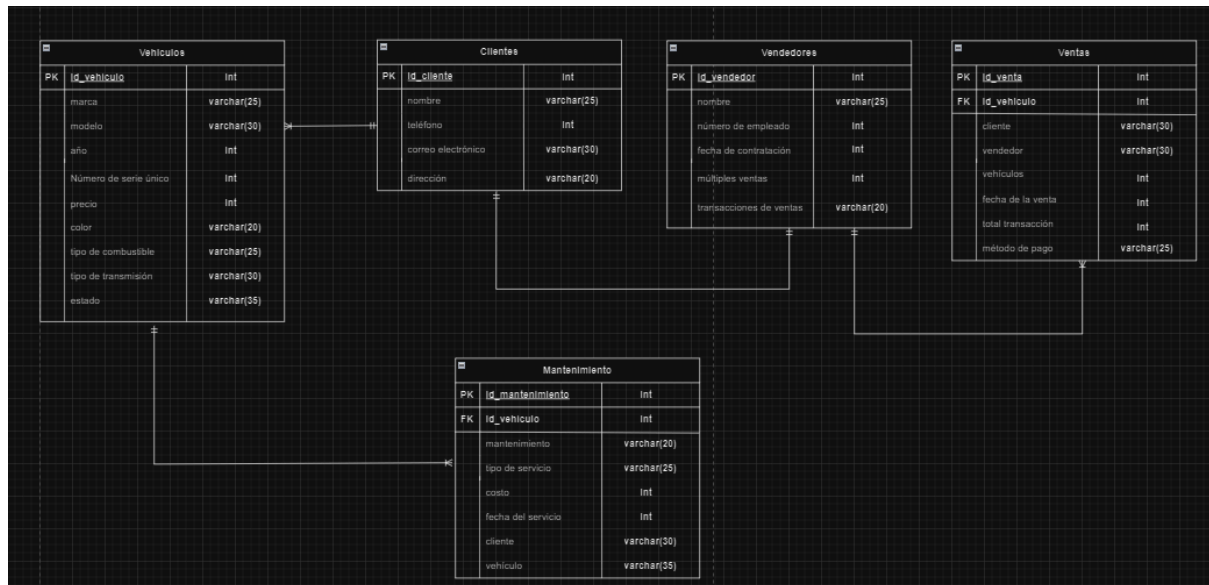 Vehículos
PK Id_vehiculo Int
marca varchar(25)
modelo varchar(30)
año Int
Número de serie único Int
precio Int
color varchar(20)
tipo de combustible varchar(25)
tipo de transmisión varchar(30)
estado varchar(35)
Clientes
PK Id_cliente Int
nombre varchar(25)
teléfono Int
correo electrónico varchar(30)
dirección varchar(20)
Vendedores
PK Id_vendedor Int
nombre varchar(25)
número de empleado Int
fecha de contratación Int
múltiples ventas Int
transacciones de ventas varchar(20)
Ventas
PK Id_venta Int
FK Id_vehiculo Int
cliente varchar(30)
vendedor varchar(30)
vehículos Int
fecha de la venta Int
total transacción Int
método de pago varchar(25)
Mantenimiento
PK Id_mantenimiento Int
FK Id_vehiculo Int
mantenimiento varchar(20)
tipo de servicio varchar(25)
costo Int
fecha del servicio Int
cliente varchar(30)
vehículo varchar(35)